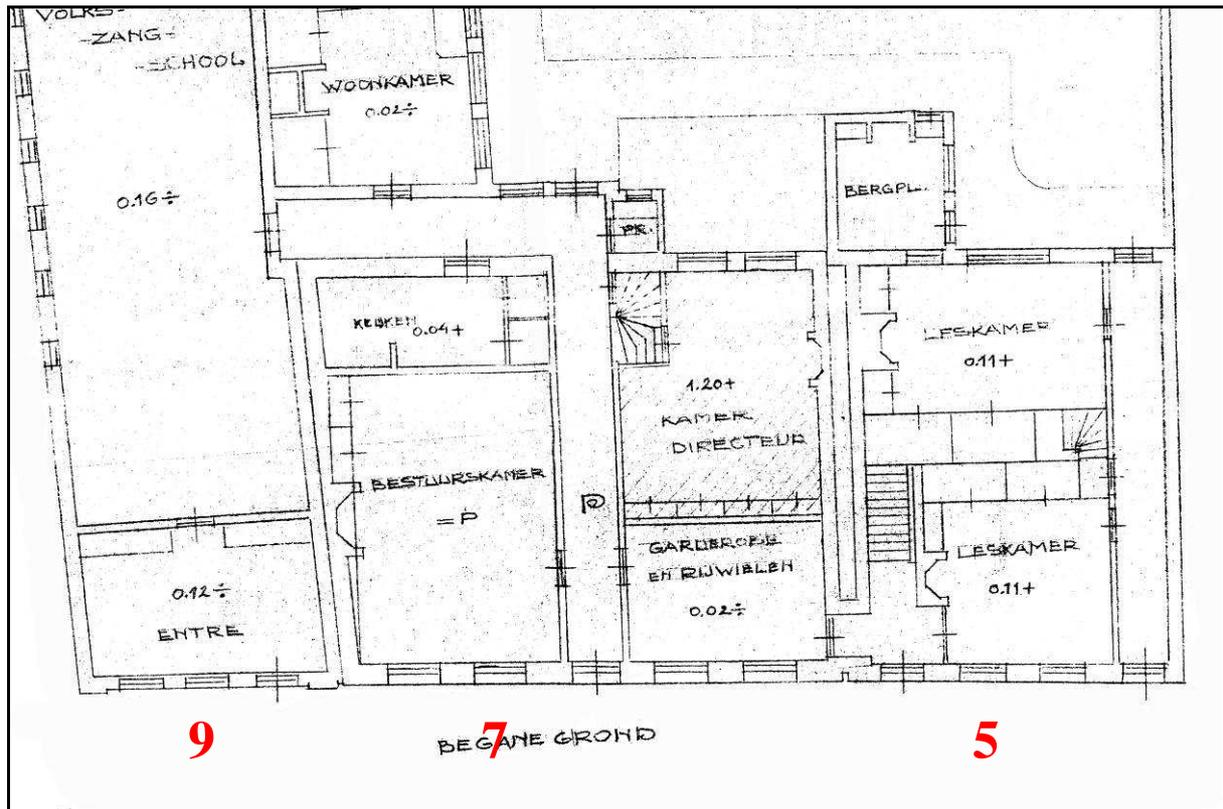 VOLKS-
-ZANG-
-SCHOOL
0.16÷
WOONKAMER
0.02÷
PR.
BERGPL.
KEUKEN
0.04+
LESKAMER
0.11+
1.20+
KAMER
DIRECTEUR
BESTUURSKAMER
= P
P
GARDEROBE
EN RIJWIELEN
0.02÷
LESKAMER
0.11+
0.12÷
ENTRE
9
7
5
BEGANE GROND